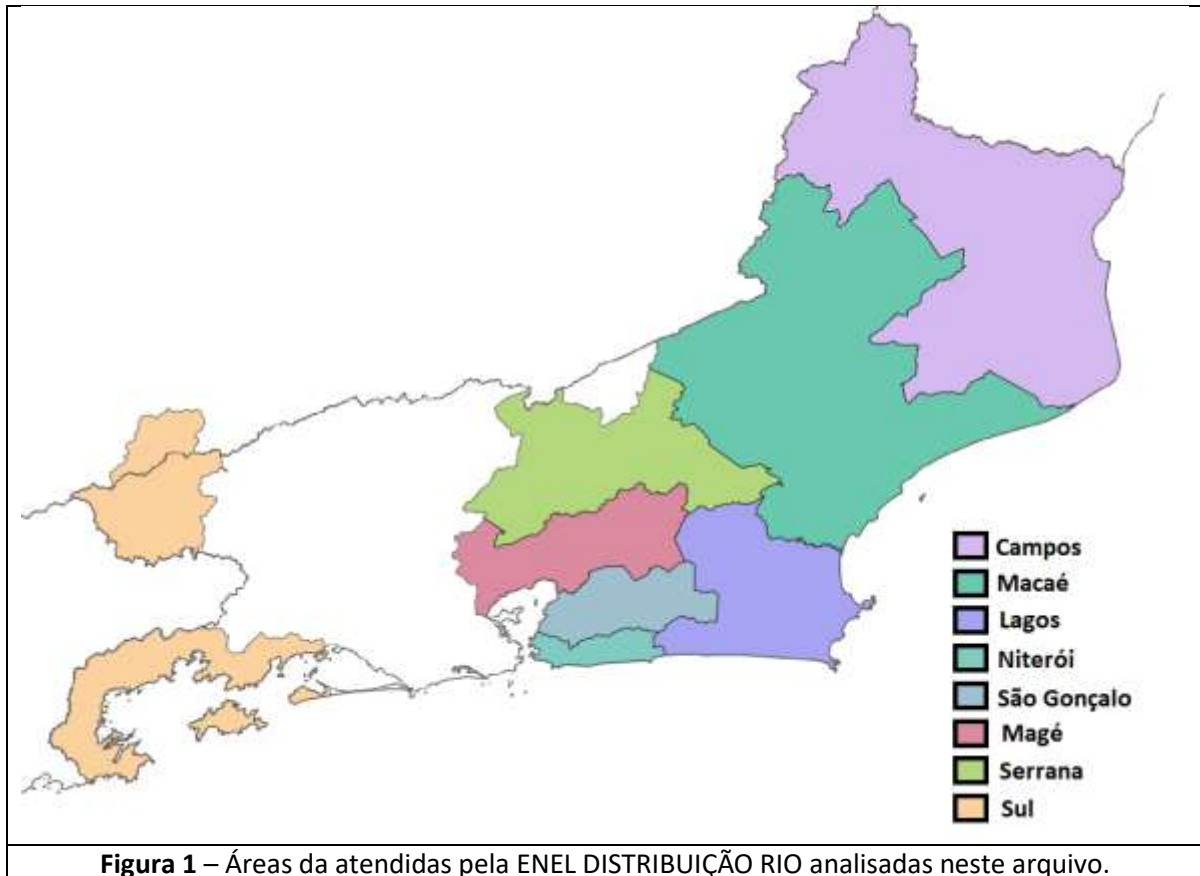 Campos
Macaé
Lagos
Niterói
São Gonçalo
Magé
Serrana
Sul
Figura 1 – Áreas da atendidas pela ENEL DISTRIBUIÇÃO RIO analisadas neste arquivo.